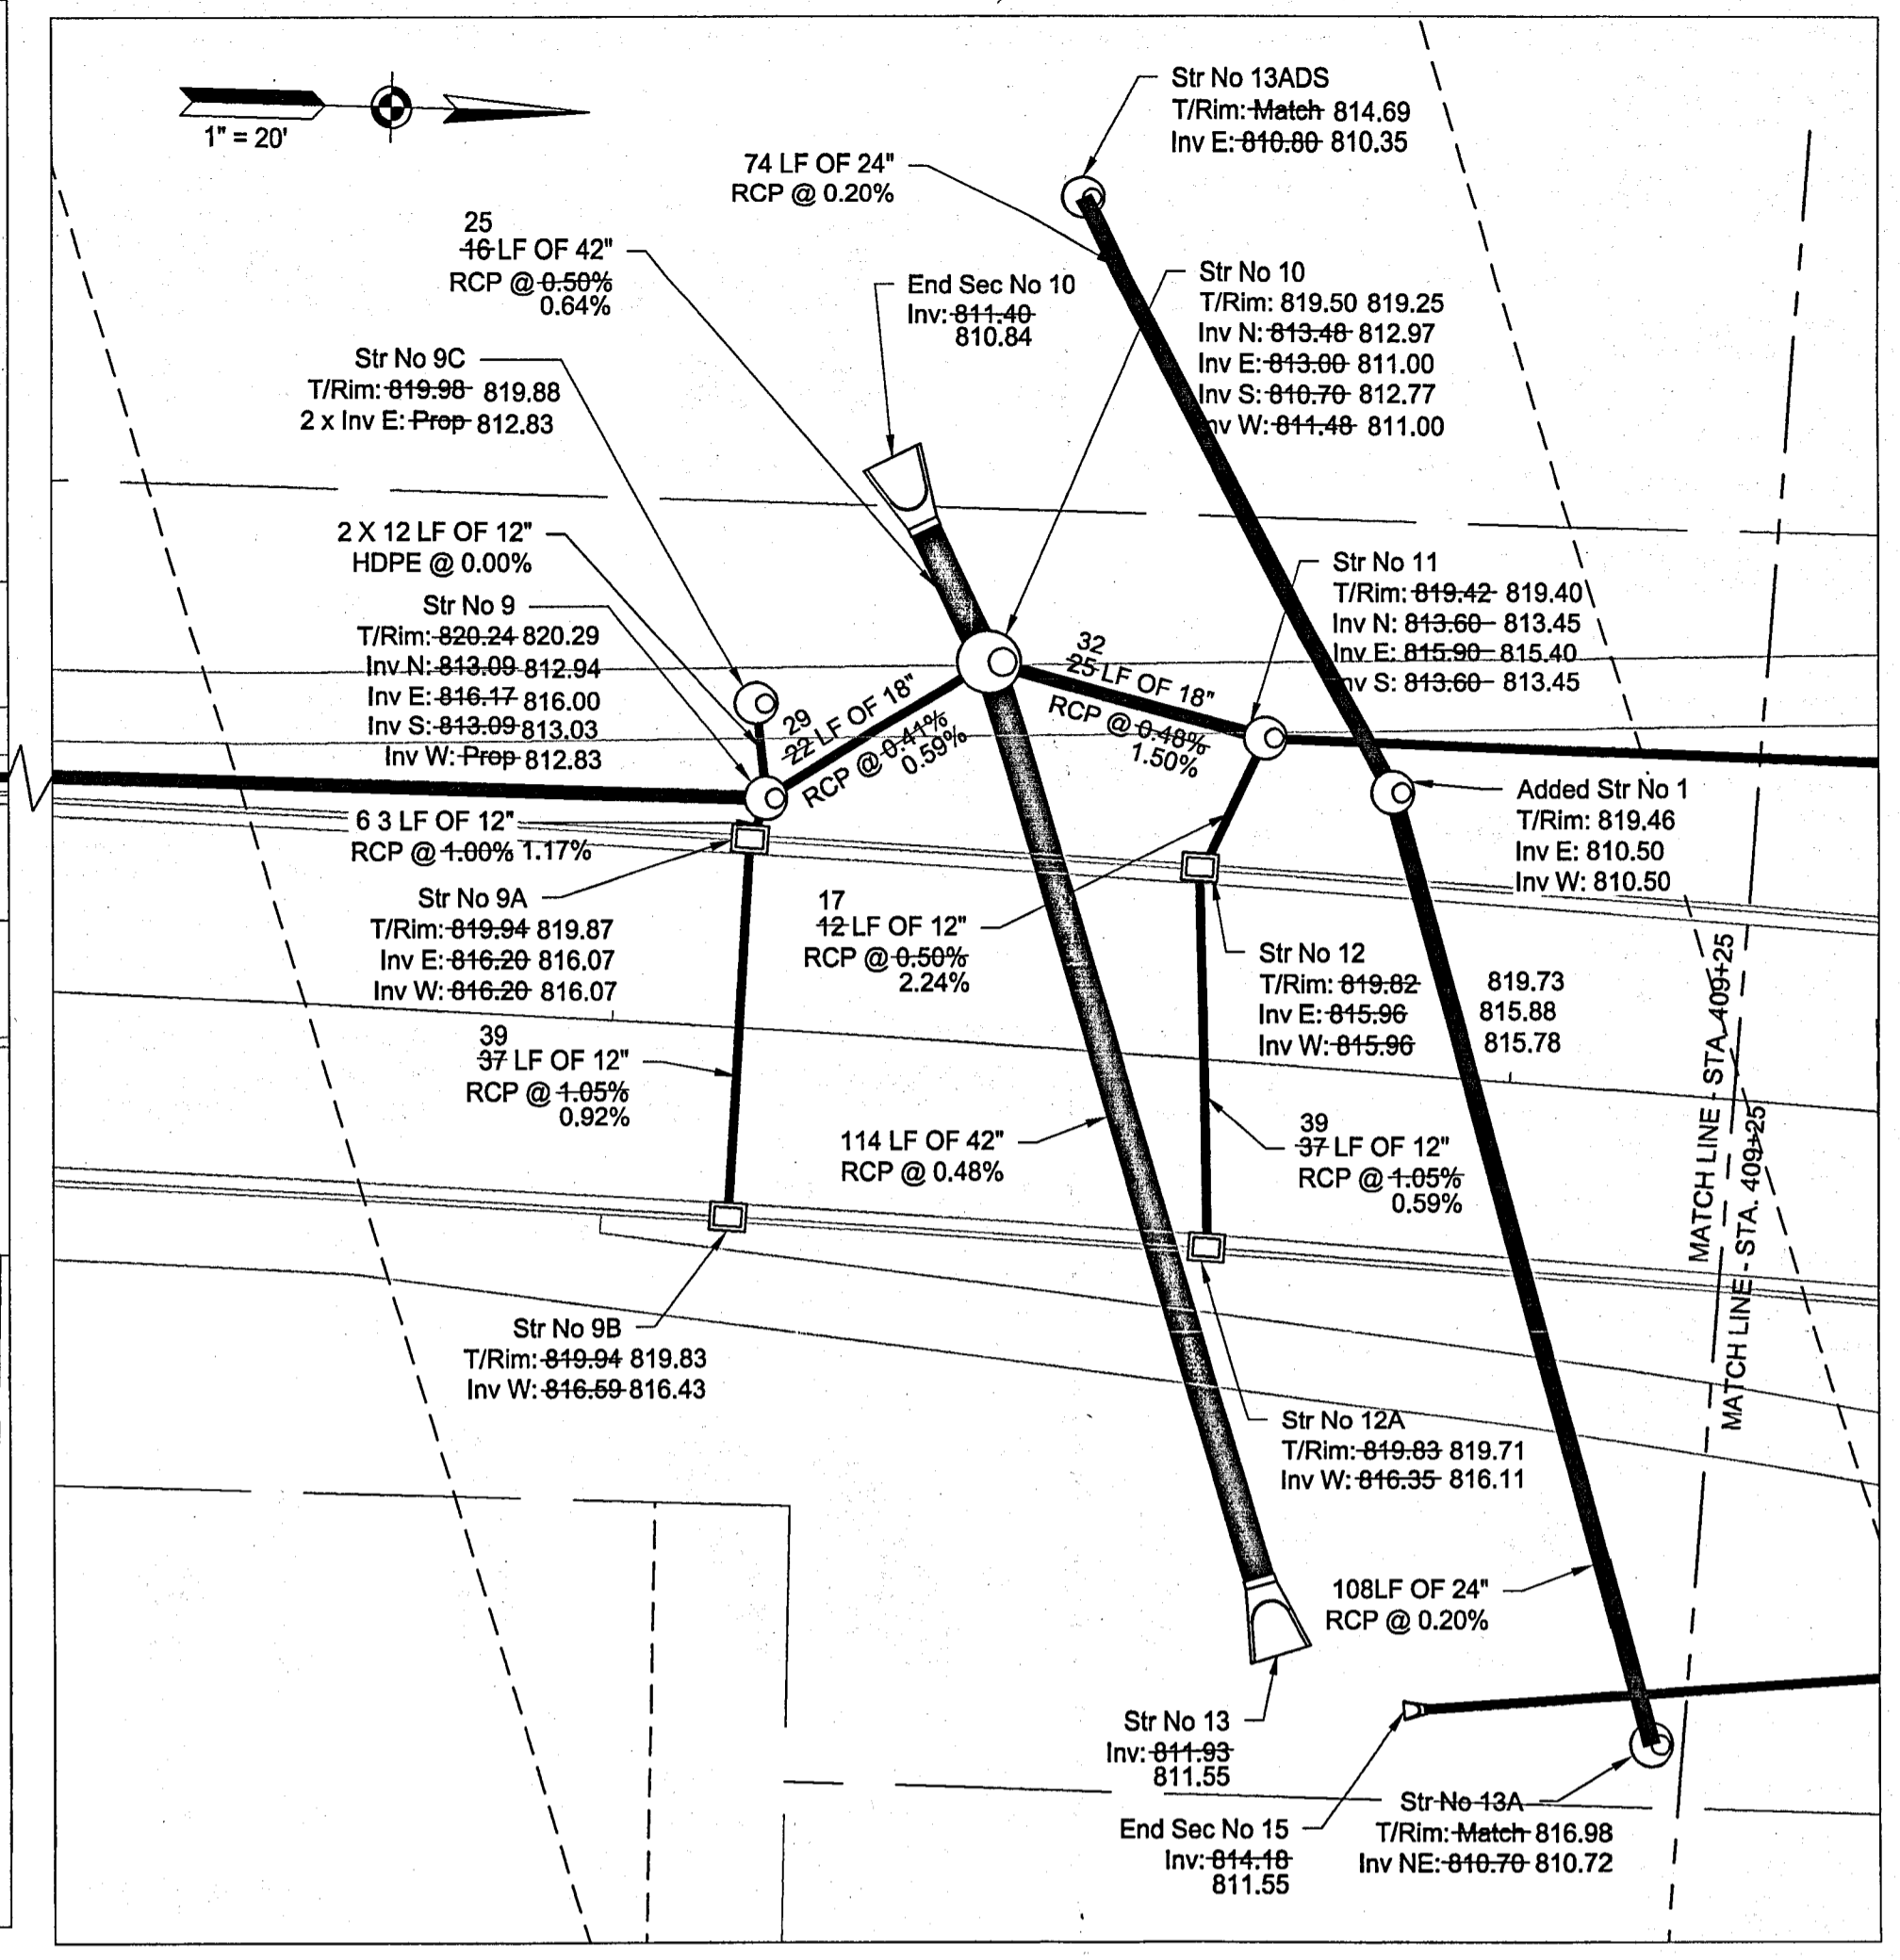 1" = 20'
Str No 13ADS
T/Rim: Match 814.69
Inv E: 810.80 810.35
74 LF OF 24"
RCP @ 0.20%
25
16 LF OF 42"
RCP @ 0.50%
0.64%
End Sec No 10
Inv: 811.40
810.84
Str No 10
T/Rim: 819.50 819.25
Inv N: 813.48 812.97
Inv E: 813.00 811.00
Inv S: 810.70 812.77
Inv W: 811.48 811.00
Str No 9C
T/Rim: 819.98 819.88
2 x Inv E: Prop 812.83
2 X 12 LF OF 12"
HDPE @ 0.00%
Str No 9
T/Rim: 820.24 820.29
Inv N: 813.09 812.94
Inv E: 816.17 816.00
Inv S: 813.09 813.03
Inv W: Prop 812.83
29
22 LF OF 18"
RCP @ 0.41%
0.59%
32
25 LF OF 18"
RCP @ 0.48%
1.50%
Str No 11
T/Rim: 819.42 819.40
Inv N: 813.60 813.45
Inv E: 815.90 815.40
Inv S: 813.60 813.45
6 3 LF OF 12"
RCP @ 1.00% 1.17%
Added Str No 1
T/Rim: 819.46
Inv E: 810.50
Inv W: 810.50
Str No 9A
T/Rim: 819.94 819.87
Inv E: 816.20 816.07
Inv W: 816.20 816.07
17
12 LF OF 12"
RCP @ 0.50%
2.24%
Str No 12
T/Rim: 819.82 819.73
Inv E: 815.96 815.88
Inv W: 815.96 815.78
39
37 LF OF 12"
RCP @ 1.05%
0.92%
114 LF OF 42"
RCP @ 0.48%
39
37 LF OF 12"
RCP @ 1.05%
0.59%
MATCH LINE - STA. 409+25
MATCH LINE - STA. 409+25
Str No 9B
T/Rim: 819.94 819.83
Inv W: 816.59 816.43
Str No 12A
T/Rim: 819.83 819.71
Inv W: 816.35 816.11
108LF OF 24"
RCP @ 0.20%
Str No 13
Inv: 811.93
811.55
End Sec No 15
Inv: 814.18
811.55
Str No 13A
T/Rim: Match 816.98
Inv NE: 810.70 810.72